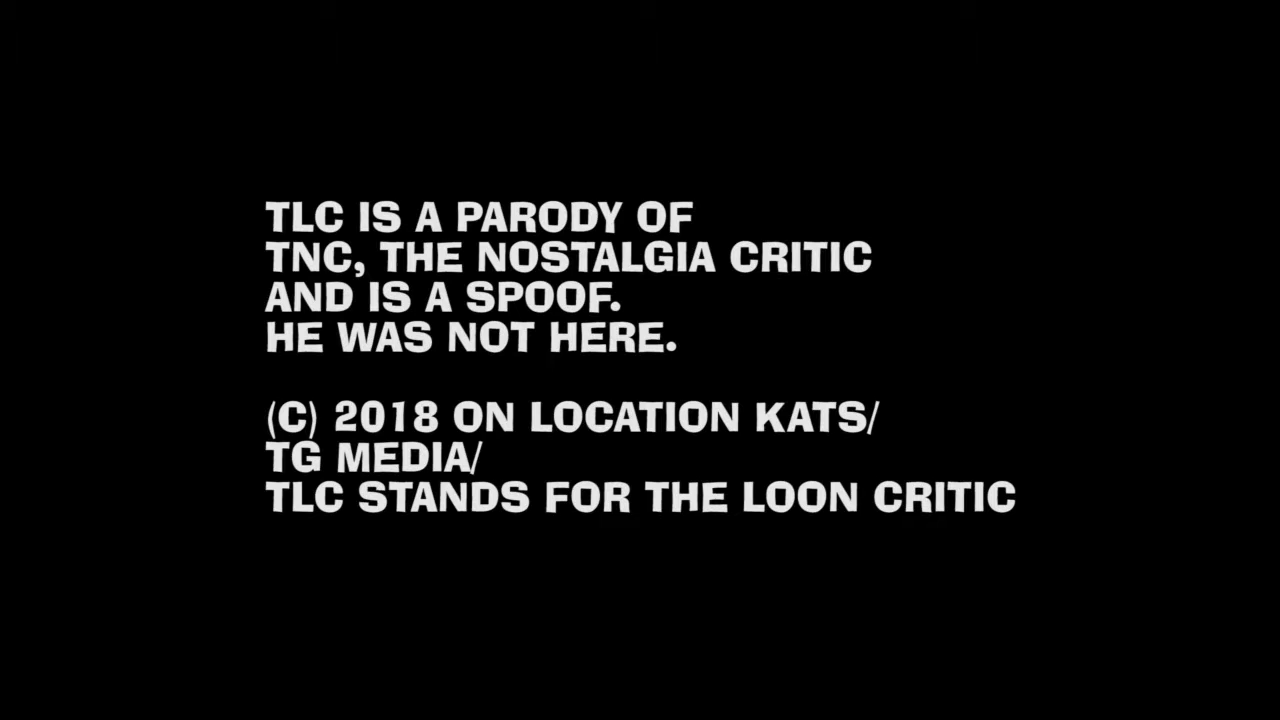 TLC IS A PARODY OF
TNC, THE NOSTALGIA CRITIC
AND IS A SPOOF.
HE WAS NOT HERE.
(C) 2018 ON LOCATION KATS/
TG MEDIA/
TLC STANDS FOR THE LOON CRITIC